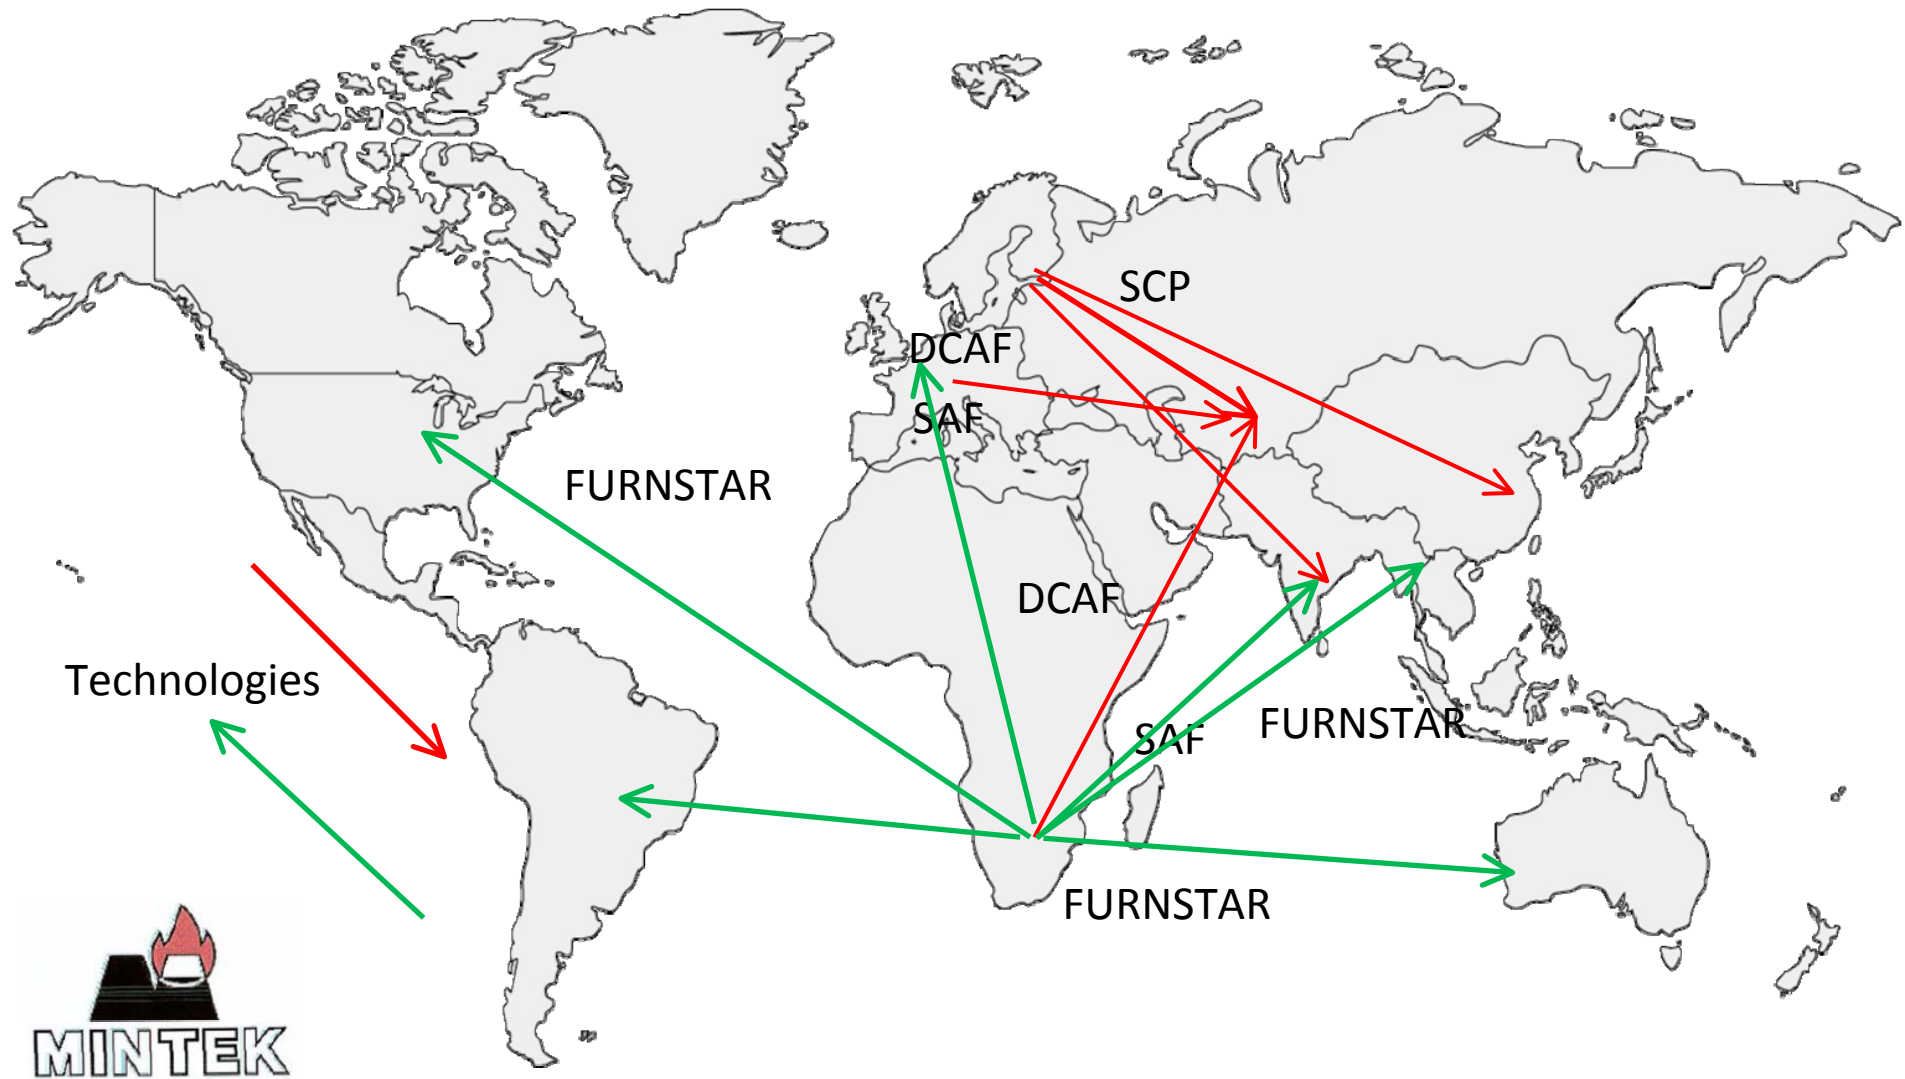 SCP
DCAF
SAF
FURNSTAR
DCAF
Technologies
SAF
FURNSTAR
FURNSTAR
MINTEK